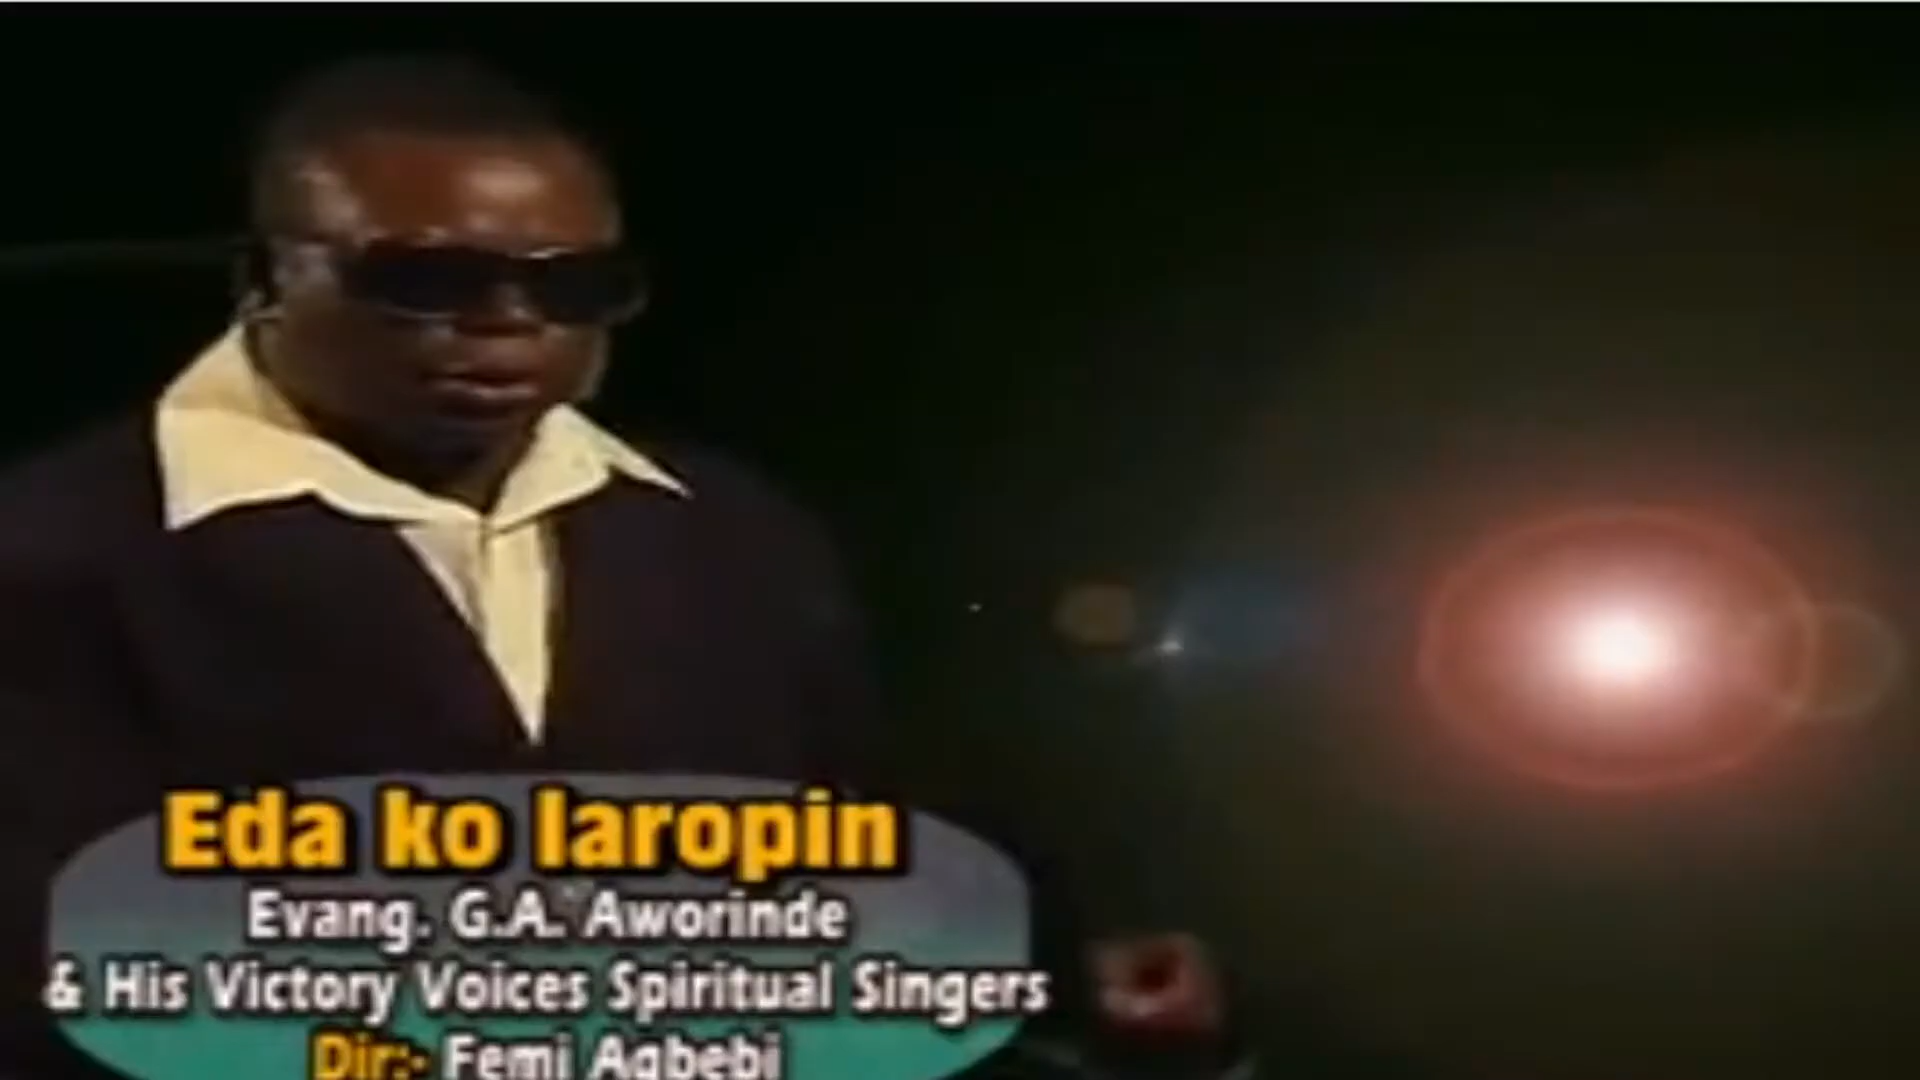 Eda ko laropin
Evang. G.A. Aworinde
& His Victory Voices Spiritual Singers
Dir:- Femi Agbebi